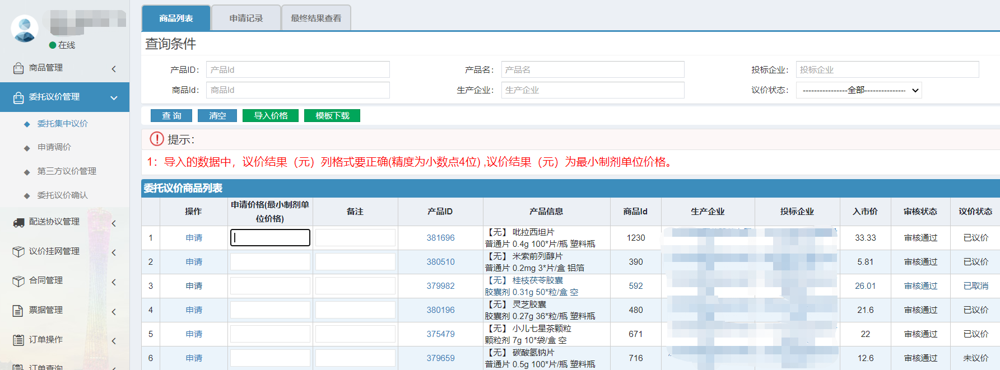 在线
商品管理
委托议价管理
委托集中议价
申请调价
第三方议价管理
委托议价确认
配送协议管理
议价挂网管理
合同管理
票据管理
订单操作
订单查询
商品列表 申请记录 最终结果查看
查询条件
产品ID： 产品Id 产品名： 产品名 投标企业： 投标企业
商品Id： 商品Id 生产企业： 生产企业 议价状态： ----------------全部---------------
查 询 清空 导入价格 模板下载
提示：
1：导入的数据中，议价结果（元）列格式要正确(精度为小数点4位) ,议价结果（元）为最小制剂单位价格。
委托议价商品列表
操作 申请价格(最小制剂单位价格) 备注 产品ID 产品信息 商品Id 生产企业 投标企业 入市价 审核状态 议价状态
1 申请 381696 【无】 吡拉西坦片 1230 33.33 审核通过 已议价
普通片 0.4g 100*片/瓶 塑料瓶
2 申请 380510 【无】 米索前列醇片 390 5.81 审核通过 已议价
普通片 0.2mg 3*片/盒 铝箔
3 申请 379982 【无】 桂枝茯苓胶囊 592 26.01 审核通过 已取消
胶囊剂 0.31g 50*粒/盒 空
4 申请 380196 【无】 灵芝胶囊 480 21.6 审核通过 已议价
胶囊剂 0.27g 36*粒/瓶 塑料瓶
5 申请 375479 【无】 小儿七星茶颗粒 671 22 审核通过 已议价
颗粒剂 7g 10*袋/盒 空
6 申请 379659 【无】 碳酸氢钠片 716 12.6 审核通过 未议价
普通片 0.5g 100*片/瓶 塑料瓶